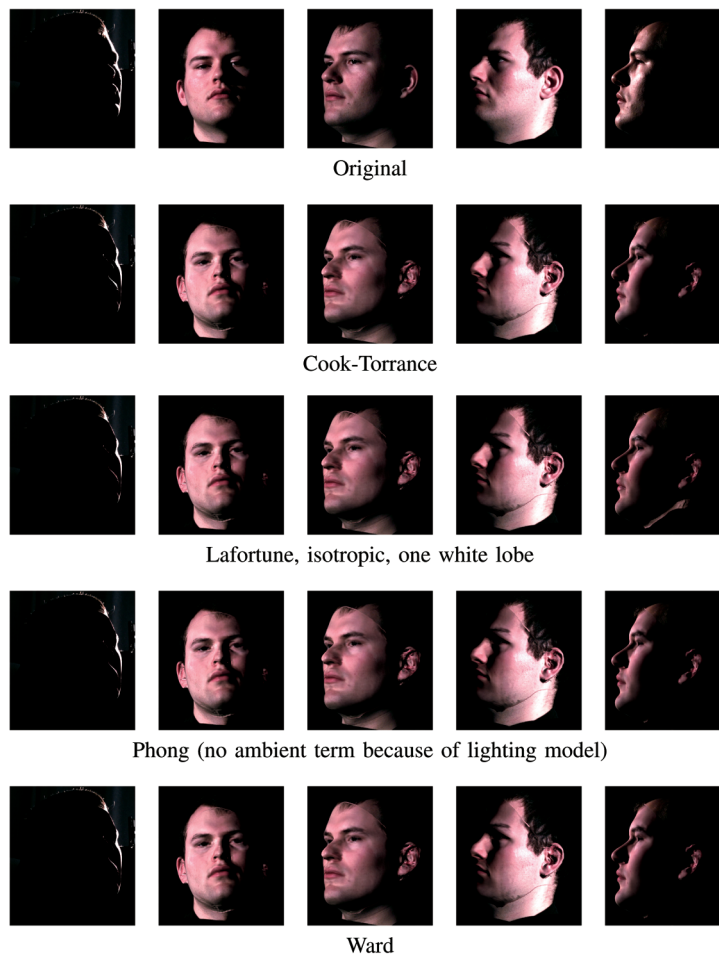 Original
Cook-Torrance
Lafortune, isotropic, one white lobe
Phong (no ambient term because of lighting model)
Ward